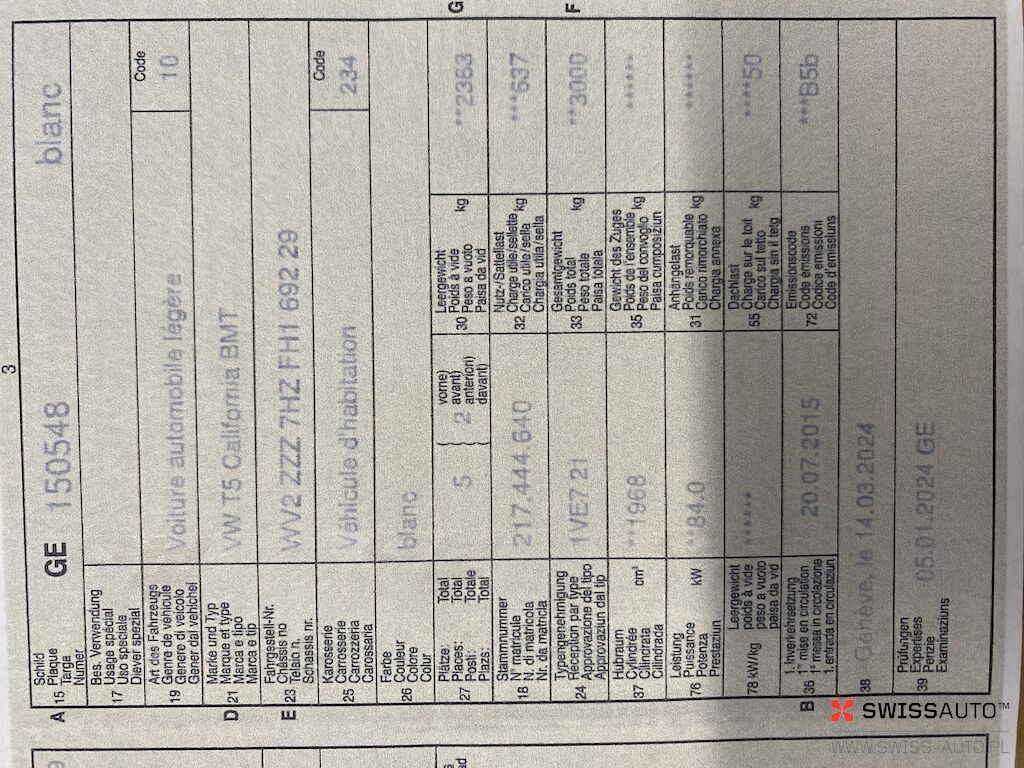 3
A 15 Schild
Plaque
Targa
Numer
GE 150548 blanc
17 Bes. Verwendung
Usage spécial
Uso speciale
Diever spezial
19 Art des Fahrzeugs
Genre de véhicule
Genere di veicolo
Gener dal vehichel
Voiture automobile légère
Code
10
D 21 Marke und Typ
Marque et type
Marca e tipo
Marca e tip
VW T5 California BMT
E 23 Fahrgestell-Nr.
Châssis no
Telaio n.
Schassis nr.
WV2 ZZZ 7HZ FH1 692 29
25 Karosserie
Carrosserie
Carrozzeria
Carossaria
Véhicule d'habitation
Code
234
26 Farbe
Couleur
Colore
Colur
blanc
27 Plätze: Total
Places: Total
Posti: Totale
Plazs: Total
5 { 2 vorne)
avant)
anteriori)
davant)
G 30 Leergewicht
Poids à vide
Peso a vuoto
Paisa da vid
kg
**2363
18 Stammnummer
N° matricule
N. di matricola
Nr. da matricla
217.444.640
32 Nutz-/Sattellast
Charge utile/sellette kg
Carico utile/sella
Chargia utila/sella
***637
24 Typengenehmigung
Réception par type
Approvazione del tipo
Approvaziun dal tip
1VE7 21
F 33 Gesamtgewicht
Poids total
Peso totale
Paisa totala
kg
**3000
37 Hubraum
Cylindrée
Cilindrata
Cilindrada
cm³
**1968
35 Gewicht des Zuges
Poids de l'ensemble kg
Peso del convoglio
Paisa cumposiziun
******
76 Leistung
Puissance
Potenza
Prestaziun
kW
**84.0
31 Anhängelast
Poids remorquable kg
Carico rimorchiato
Chargia annexa
******
78 kW/kg Leergewicht
poids à vide
peso a vuoto
paisa da vid
******
55 Dachlast
Charge sur le toit kg
Carico sul tetto
Chargia sin il tetg
****50
B 36 1. Inverkehrsetzung
1re mise en circulation
1a messa in circolazione
1. entrada en circulaziun
20.07.2015
72 Emissionscode
Code émissions
Codice emissioni
Code d'emissiuns
***B5b
38 Genève, le 14.03.2024
39 Prüfungen
Expertises
Perizie
Examinaziuns
05.01.2024 GE
SWISSAUTO™
WWW.SWISS-AUTO.PL